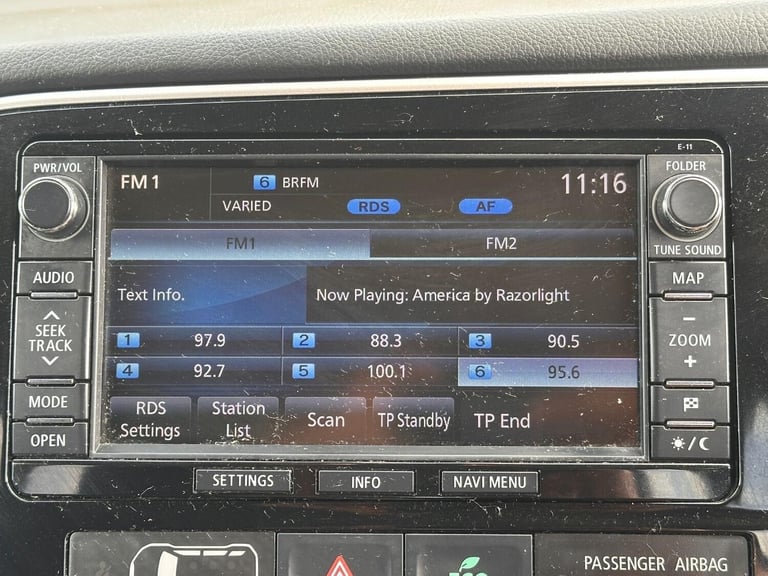 E-11
PWR/VOL
FOLDER
FM1
6 BRFM
11:16
VARIED RDS AF
TUNE SOUND
FM1 FM2
AUDIO
MAP
Text Info. Now Playing: America by Razorlight
SEEK
TRACK
ZOOM
1 97.9 2 88.3 3 90.5
4 92.7 5 100.1 6 95.6
MODE
RDS
Settings
Station
List
Scan
TP Standby
TP End
OPEN
SETTINGS INFO NAVI MENU
PASSENGER AIRBAG